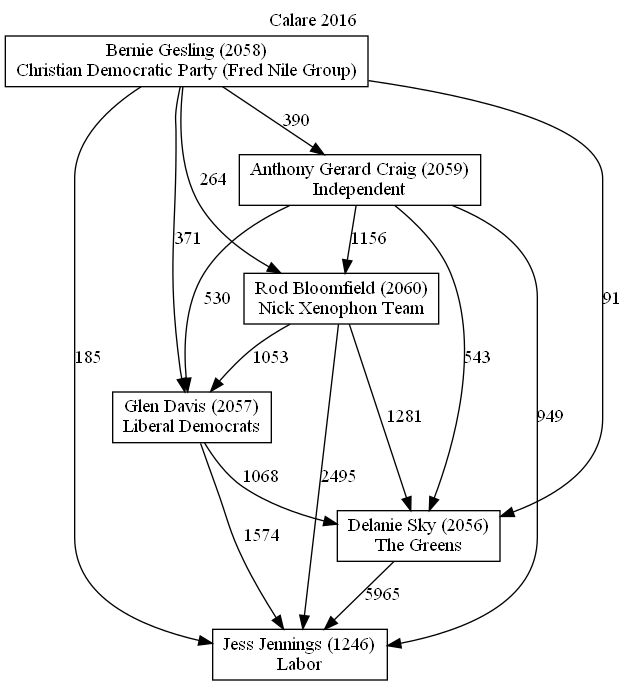 Calare 2016
Bernie Gesling (2058)
Christian Democratic Party (Fred Nile Group)
390
Anthony Gerard Craig (2059)
Independent
264
371
1156
530
Rod Bloomfield (2060)
Nick Xenophon Team
91
185
1053
543
Glen Davis (2057)
Liberal Democrats
1281
949
1068
2495
Delanie Sky (2056)
The Greens
1574
5965
Jess Jennings (1246)
Labor